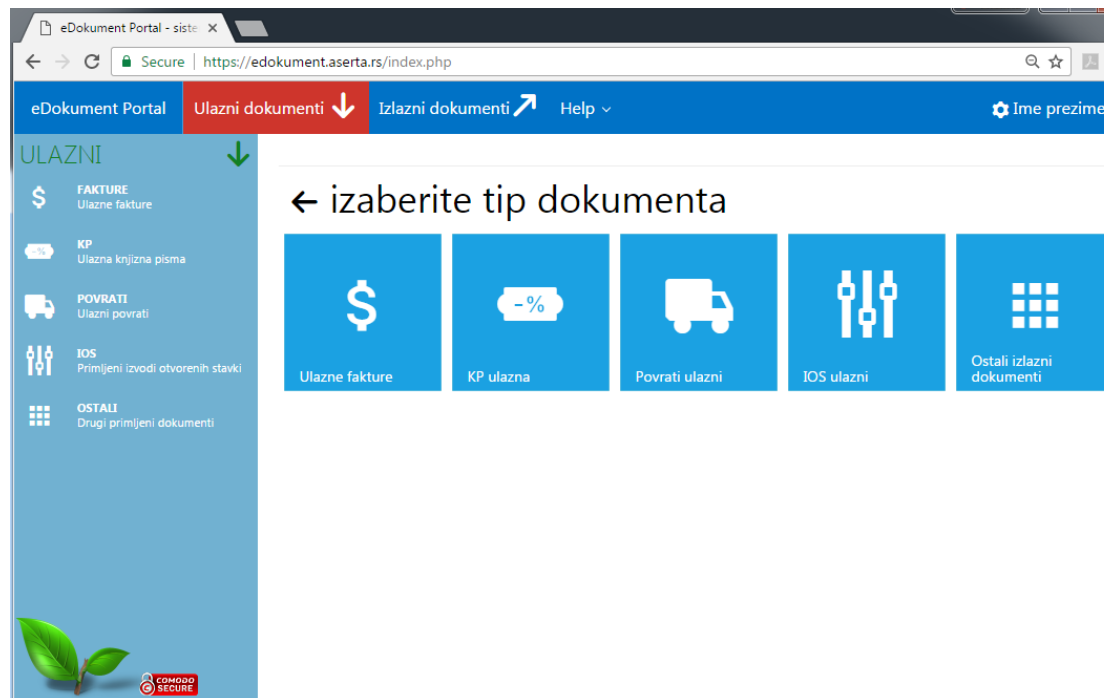 eDokument Portal - siste
Secure | https://edokument.aserta.rs/index.php
eDokument Portal Ulazni dokumenti Izlazni dokumenti Help Ime prezime
ULAZNI
FAKTURE
Ulazne fakture
-%
KP
Ulazna knjizna pisma
POVRATI
Ulazni povrati
IOS
Primljeni izvodi otvorenih stavki
OSTALI
Drugi primljeni dokumenti
izaberite tip dokumenta
$
Ulazne fakture
-%
KP ulazna
Povrati ulazni
IOS ulazni
Ostali izlazni
dokumenti
COMODO
SECURE